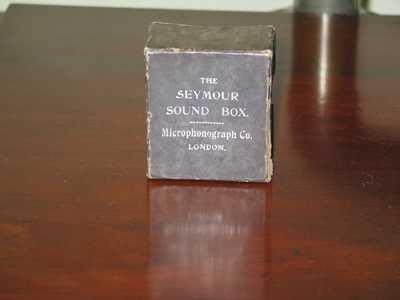 THE
SEYMOUR
SOUND BOX.
Microphonograph Co.
LONDON.